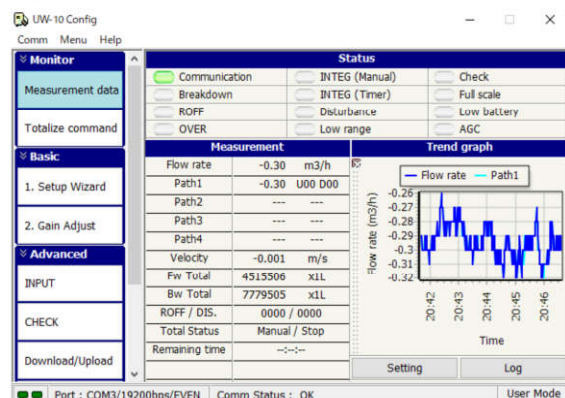 UW-10 Config
Comm Menu Help
Monitor
Measurement data
Totalize command
Basic
1. Setup Wizard
2. Gain Adjust
Advanced
INPUT
CHECK
Download/Upload
Status
Communication INTEG (Manual) Check
Breakdown INTEG (Timer) Full scale
ROFF Disturbance Low battery
OVER Low range AGC
Measurement
Flow rate -0.30 m3/h
Path1 -0.30 U00 D00
Path2 --- ---
Path3 --- ---
Path4 --- ---
Velocity -0.001 m/s
Fw Total 4515506 x1L
Bw Total 7779505 x1L
ROFF / DIS. 0000 / 0000
Total Status Manual / Stop
Remaining time --:--:--
Trend graph
Flow rate Path1
Flow rate (m3/h)
-0.26
-0.27
-0.28
-0.29
-0.3
-0.31
-0.32
20:42 20:43 20:44 20:45 20:46
Time
Setting Log
Port : COM3/19200bps/EVEN Comm Status : OK User Mode